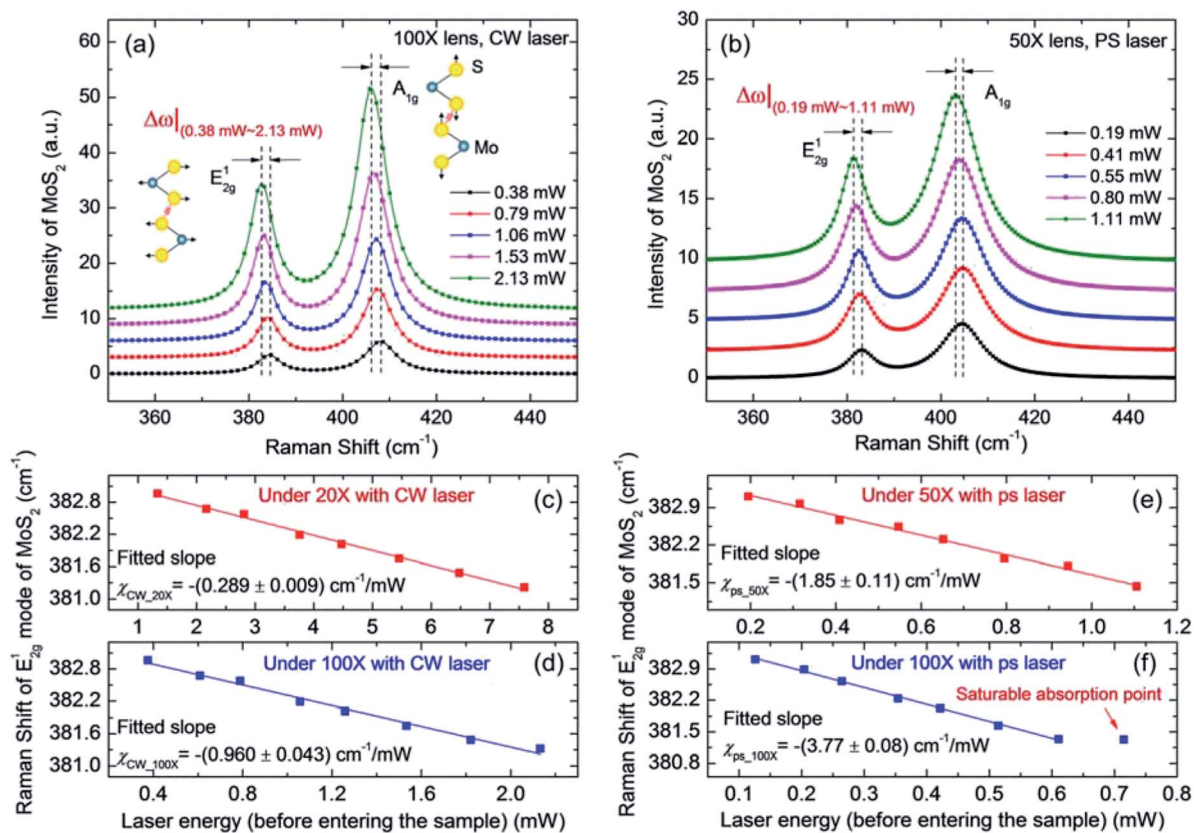 (a) 100X lens, CW laser
S
A₁g
Δω|(0.38 mW~2.13 mW)
Mo
E¹₂g
0.38 mW
0.79 mW
1.06 mW
1.53 mW
2.13 mW
Intensity of MoS₂ (a.u.)
60
50
40
30
20
10
0
360 380 400 420 440
Raman Shift (cm⁻¹)
(b) 50X lens, PS laser
Δω|(0.19 mW~1.11 mW)
A₁g
E¹₂g
0.19 mW
0.41 mW
0.55 mW
0.80 mW
1.11 mW
Intensity of MoS₂ (a.u.)
30
25
20
15
10
5
0
360 380 400 420 440
Raman Shift (cm⁻¹)
Raman Shift of E¹₂g mode of MoS₂ (cm⁻¹)
Under 20X with CW laser (c)
382.8
382.2
381.6
381.0
Fitted slope
χCW_20X= -(0.289 ± 0.009) cm⁻¹/mW
1 2 3 4 5 6 7 8
Under 100X with CW laser (d)
382.8
382.2
381.6
381.0
Fitted slope
χCW_100X= -(0.960 ± 0.043) cm⁻¹/mW
0.4 0.8 1.2 1.6 2.0
Laser energy (before entering the sample) (mW)
Raman Shift of E¹₂g mode of MoS₂ (cm⁻¹)
Under 50X with ps laser (e)
382.9
382.2
381.5
Fitted slope
χps_50X= -(1.85 ± 0.11) cm⁻¹/mW
0.2 0.4 0.6 0.8 1.0 1.2
Under 100X with ps laser (f)
382.9
382.2
381.5
380.8
Saturable absorption point
Fitted slope
χps_100X= -(3.77 ± 0.08) cm⁻¹/mW
0.1 0.2 0.3 0.4 0.5 0.6 0.7 0.8
Laser energy (before entering the sample) (mW)